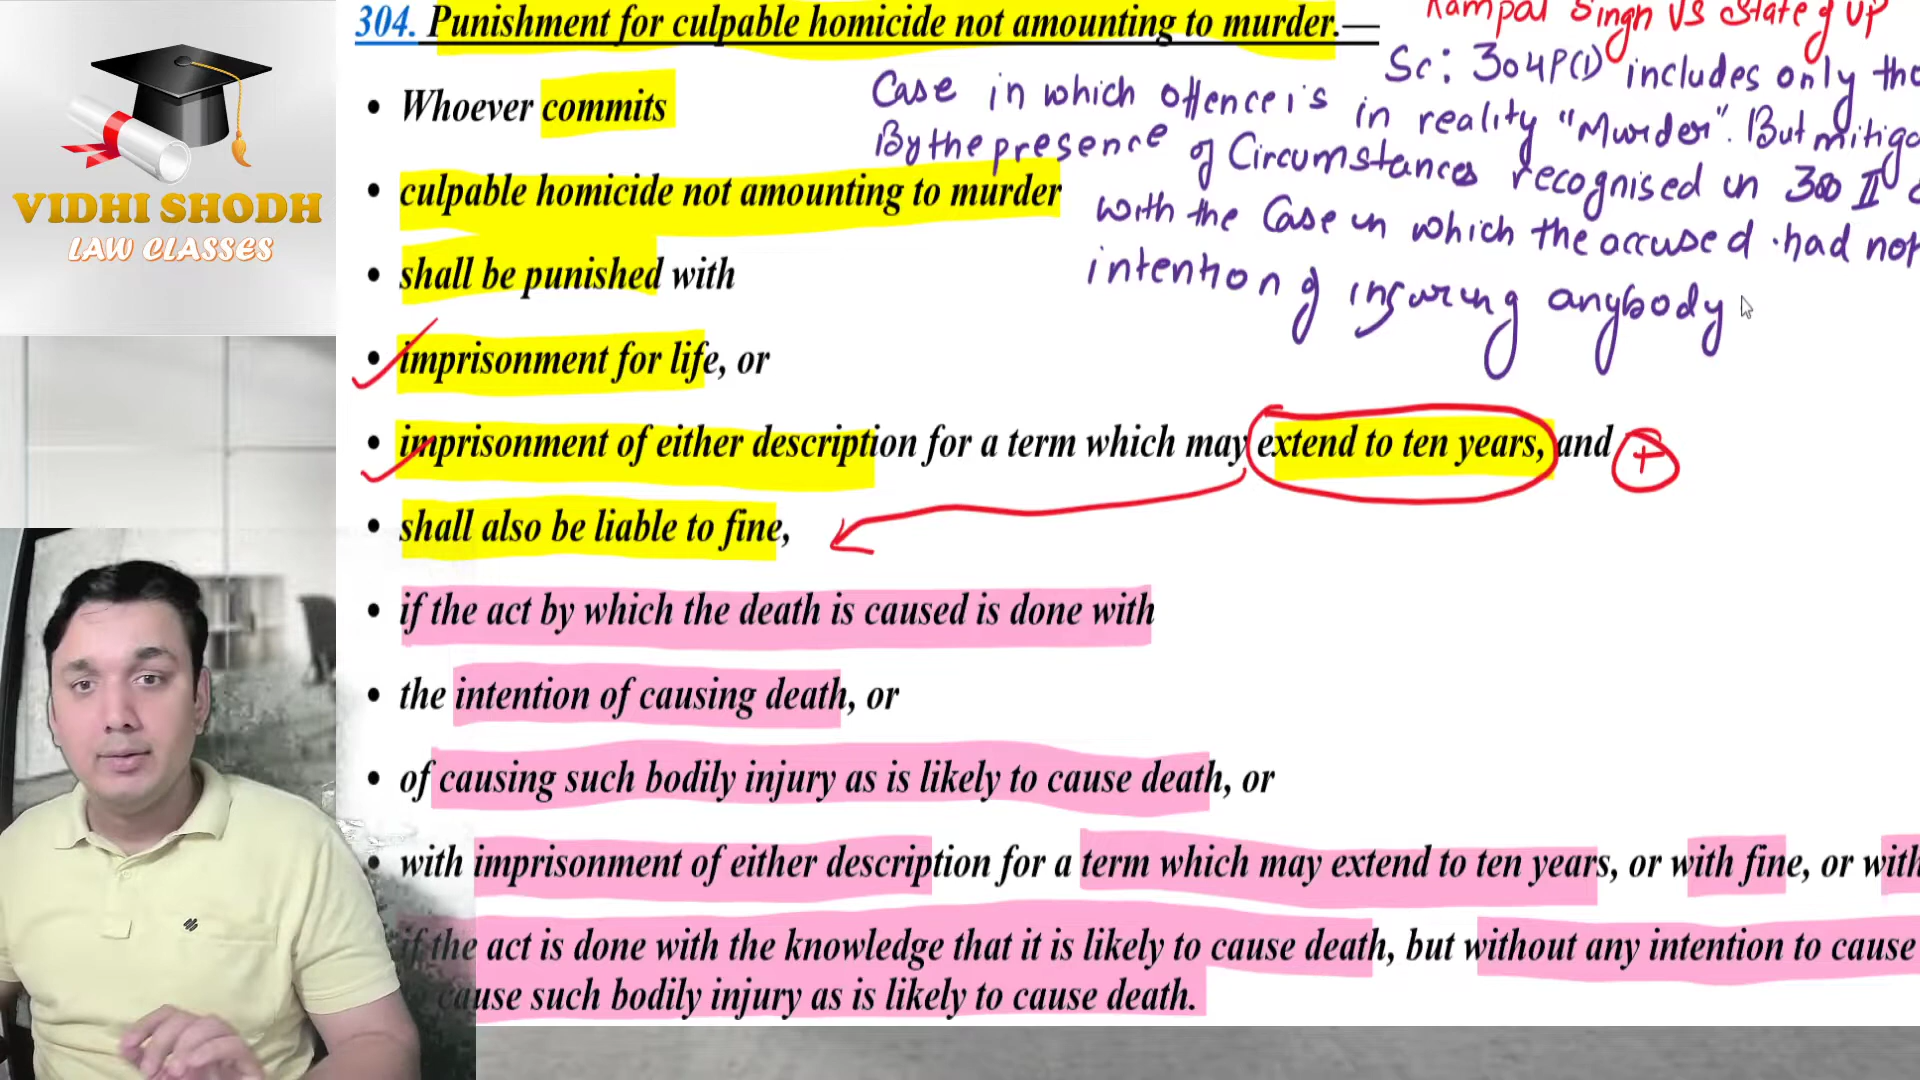 VIDHI SHODH
LAW CLASSES
304. Punishment for culpable homicide not amounting to murder.—
• Whoever commits
• culpable homicide not amounting to murder
• shall be punished with
• imprisonment for life, or
• imprisonment of either description for a term which may extend to ten years, and +
• shall also be liable to fine,
• if the act by which the death is caused is done with
• the intention of causing death, or
• of causing such bodily injury as is likely to cause death, or
• with imprisonment of either description for a term which may extend to ten years, or with fine, or with
if the act is done with the knowledge that it is likely to cause death, but without any intention to cause
cause such bodily injury as is likely to cause death.
Rampal Singh VS State of UP
Sc: 304P(1) includes only
Case in which offence is in reality "Murder". But
By the presence of Circumstances recognised in 300 II
with the Case in which the accused had not
intention of insuring anybody